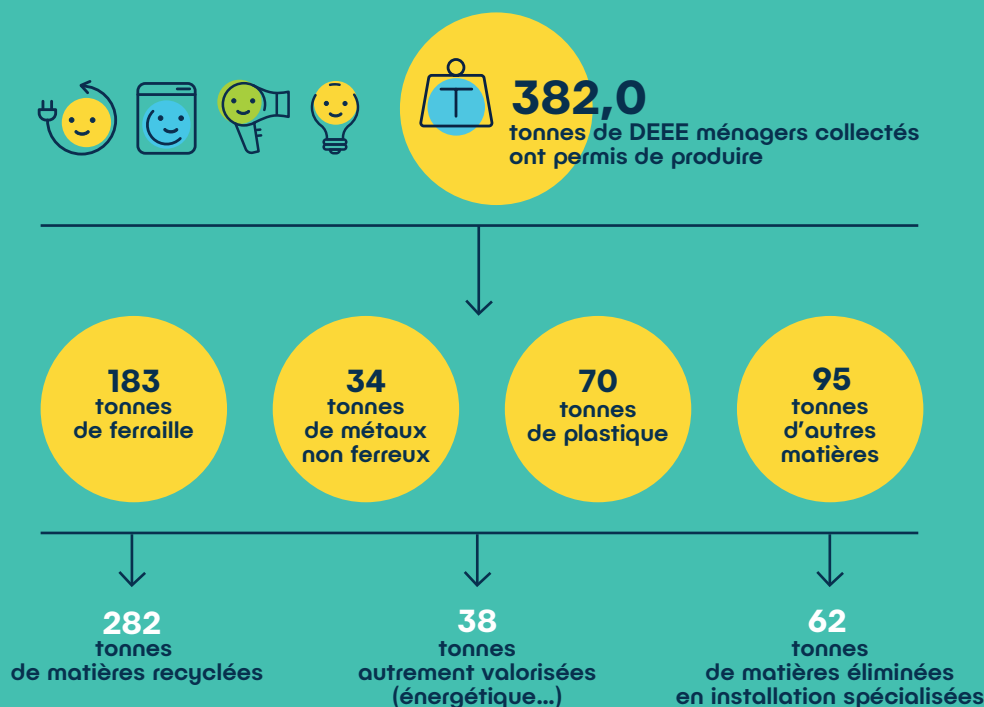 T
382,0
tonnes de DEEE ménagers collectés
ont permis de produire
183
tonnes
de ferraille
34
tonnes
de métaux
non ferreux
70
tonnes
de plastique
95
tonnes
d'autres
matières
282
tonnes
de matières recyclées
38
tonnes
autrement valorisées
(énergétique...)
62
tonnes
de matières éliminées
en installation spécialisées